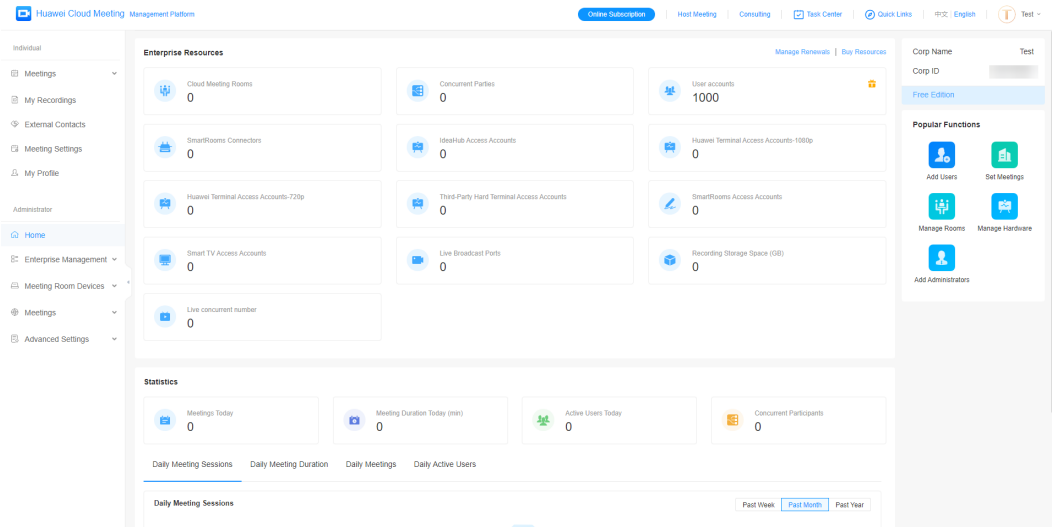 Huawei Cloud Meeting Management Platform
Online Subscription
Host Meeting
Consulting
Task Center
Quick Links
中文 English
T
Test
Individual
Meetings
My Recordings
External Contacts
Meeting Settings
My Profile
Administrator
Home
Enterprise Management
Meeting Room Devices
Meetings
Advanced Settings
Enterprise Resources
Manage Renewals | Buy Resources
Cloud Meeting Rooms
0
Concurrent Parties
0
User accounts
1000
SmartRooms Connectors
0
IdeaHub Access Accounts
0
Huawei Terminal Access Accounts-1080p
0
Huawei Terminal Access Accounts-720p
0
Third-Party Hard Terminal Access Accounts
0
SmartRooms Access Accounts
0
Smart TV Access Accounts
0
Live Broadcast Ports
0
Recording Storage Space (GB)
0
Live concurrent number
0
Statistics
Meetings Today
0
Meeting Duration Today (min)
0
Active Users Today
0
Concurrent Participants
0
Daily Meeting Sessions
Daily Meeting Duration
Daily Meetings
Daily Active Users
Daily Meeting Sessions
Past Week
Past Month
Past Year
Corp Name
Test
Corp ID
Free Edition
Popular Functions
Add Users
Set Meetings
Manage Rooms
Manage Hardware
Add Administrators